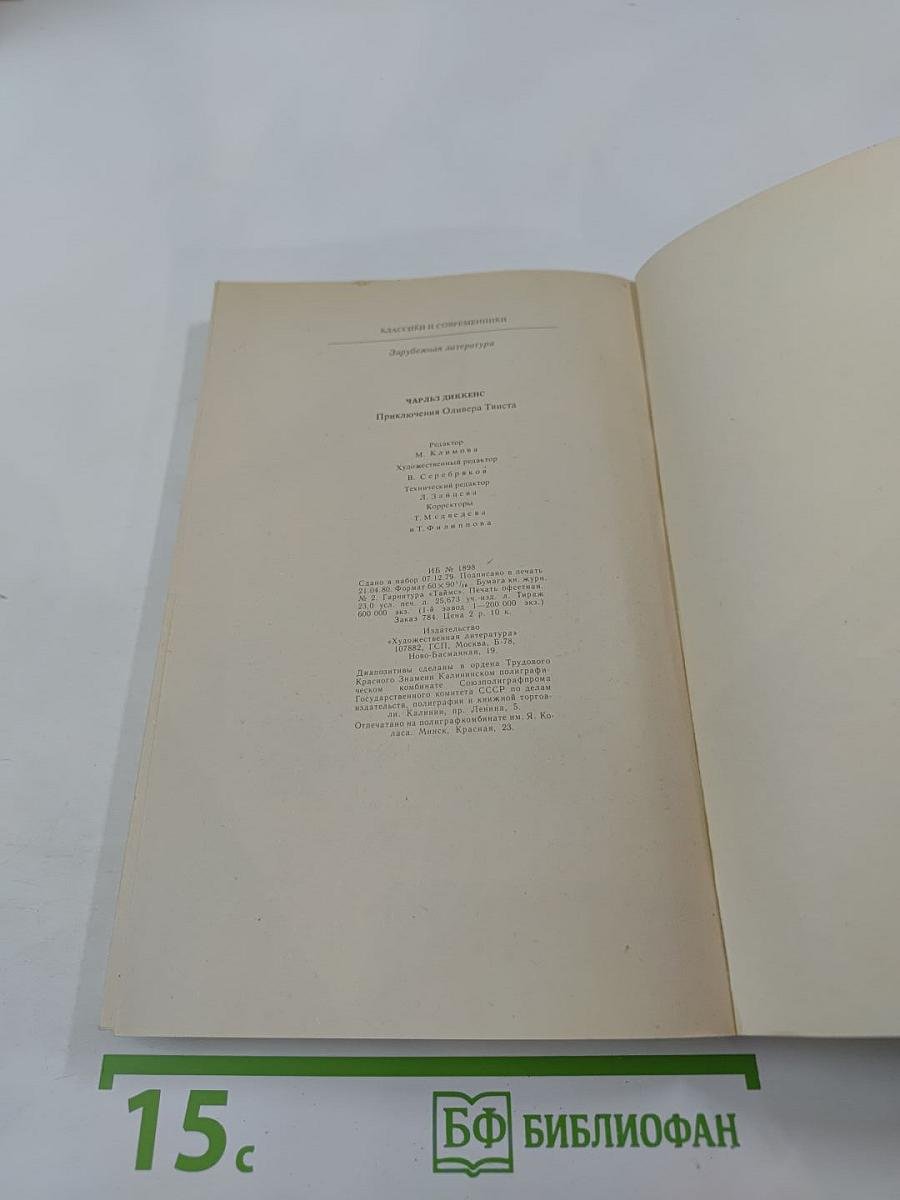 КЛАССИКИ И СОВРЕМЕННИКИ
Зарубежная литература
ЧАРЛЬЗ ДИККЕНС
Приключения Оливера Твиста
Редактор
М. Климова
Художественный редактор
В. Серебряков
Технический редактор
Л. Зайцева
Корректоры
Т. Медведева
и Т. Филиппова
ИБ № 1898
Сдано в набор 07.12.79. Подписано в печать
21.04.80. Формат 60×90 1/16. Бумага кн. журн.
№ 2. Гарнитура «Таймс». Печать офсетная.
23,0 усл. печ. л. 25,673 уч.-изд. л. Тираж
600 000 экз. (1-й завод 1—200 000 экз.)
Заказ 784. Цена 2 р. 10 к.
Издательство
«Художественная литература»
107882, ГСП, Москва, Б-78,
Ново-Басманная, 19.
Диапозитивы сделаны в ордена Трудового
Красного Знамени Калининском полиграфи-
ческом комбинате Союзполиграфпрома
Государственного комитета СССР по делам
издательств, полиграфии и книжной торгов-
ли. Калинин, пр. Ленина, 5.
Отпечатано на полиграфкомбинате им. Я. Ко-
ласа. Минск, Красная, 23.
15 с
БФ БИБЛИОФАН